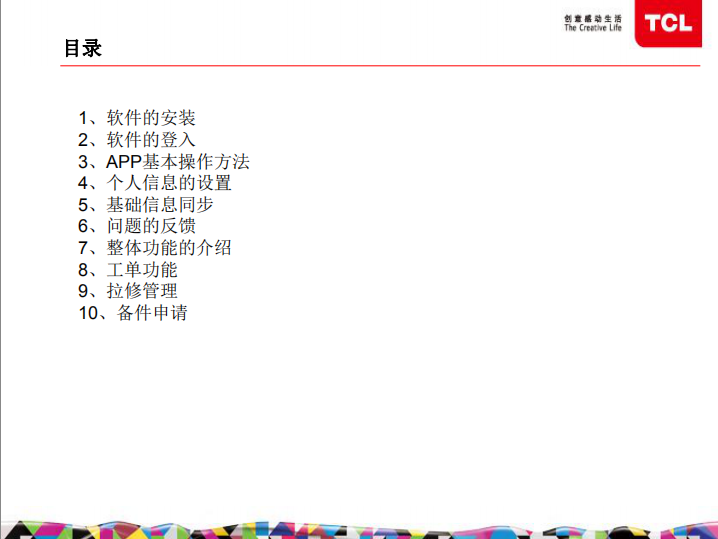 创意感动生活
The Creative Life
TCL
目录
1、软件的安装
2、软件的登入
3、APP基本操作方法
4、个人信息的设置
5、基础信息同步
6、问题的反馈
7、整体功能的介绍
8、工单功能
9、拉修管理
10、备件申请